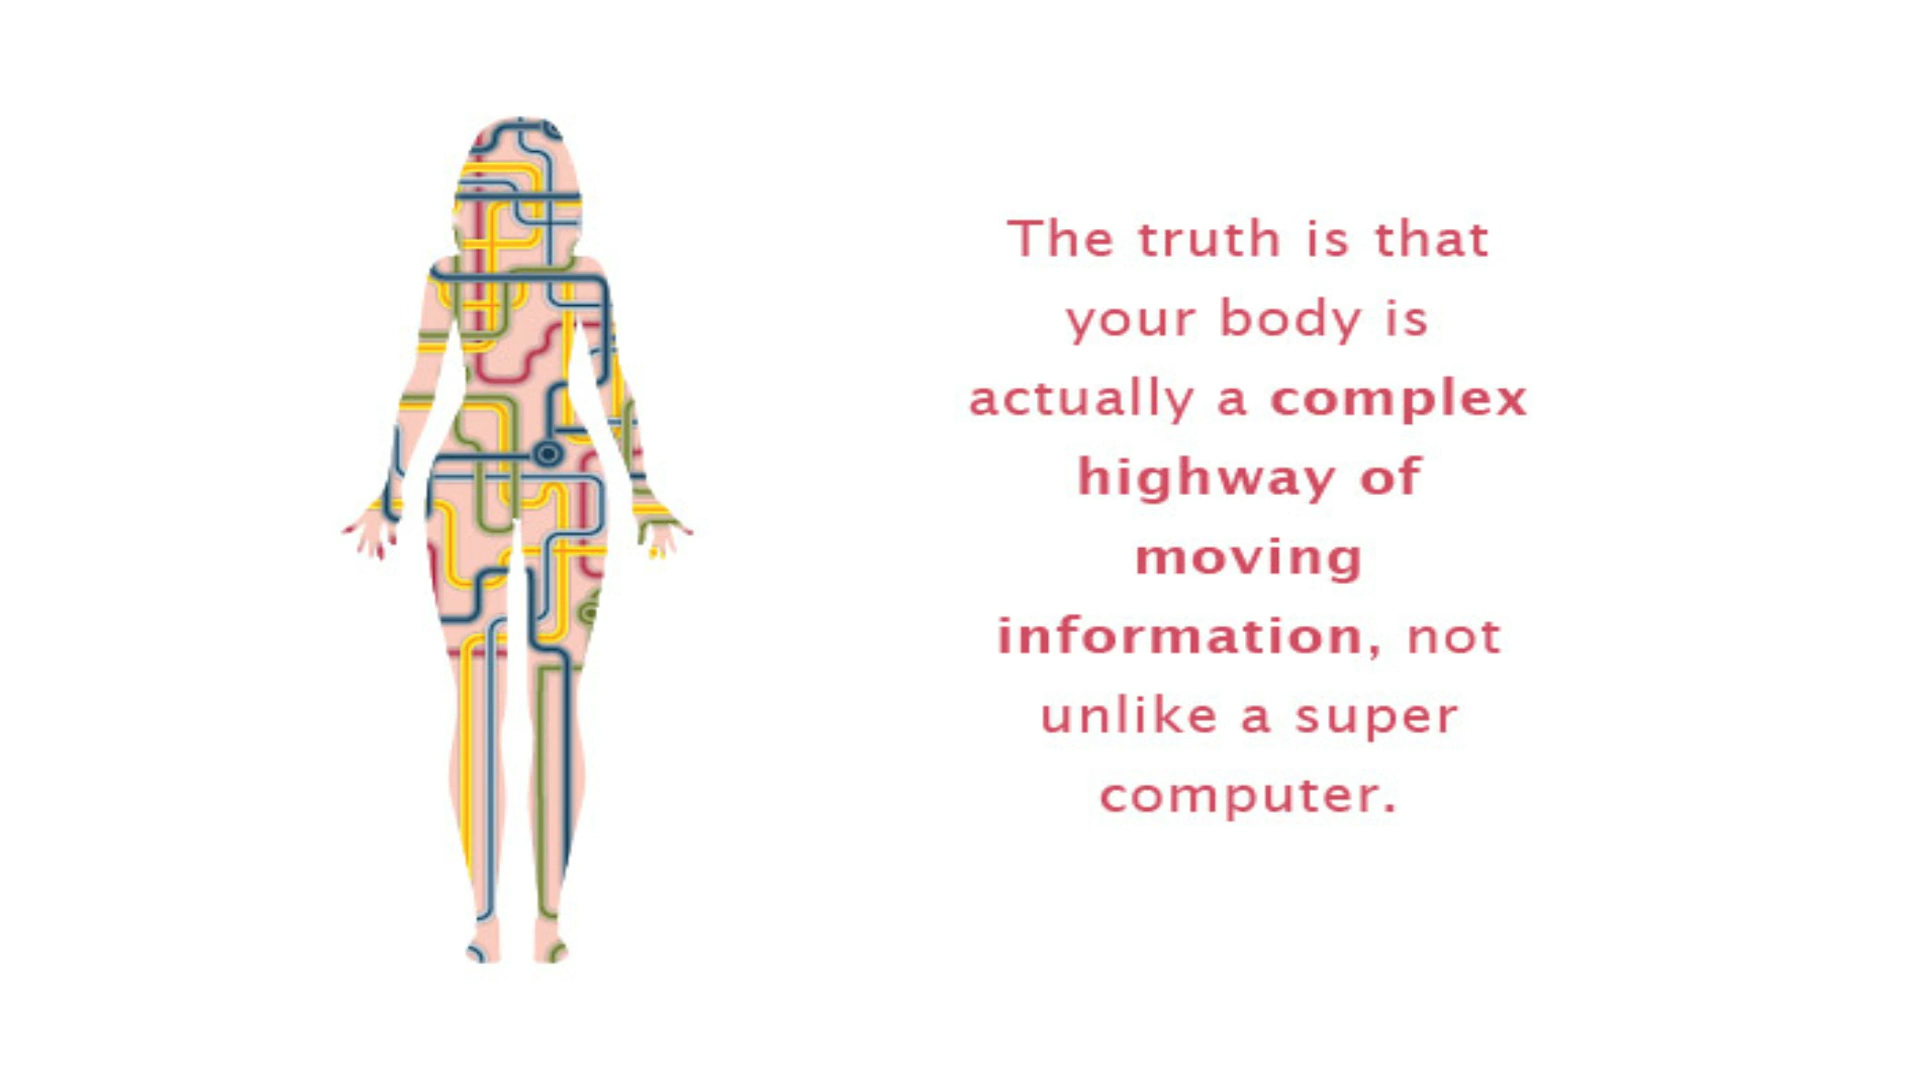 The truth is that
your body is
actually a complex
highway of
moving
information, not
unlike a super
computer.